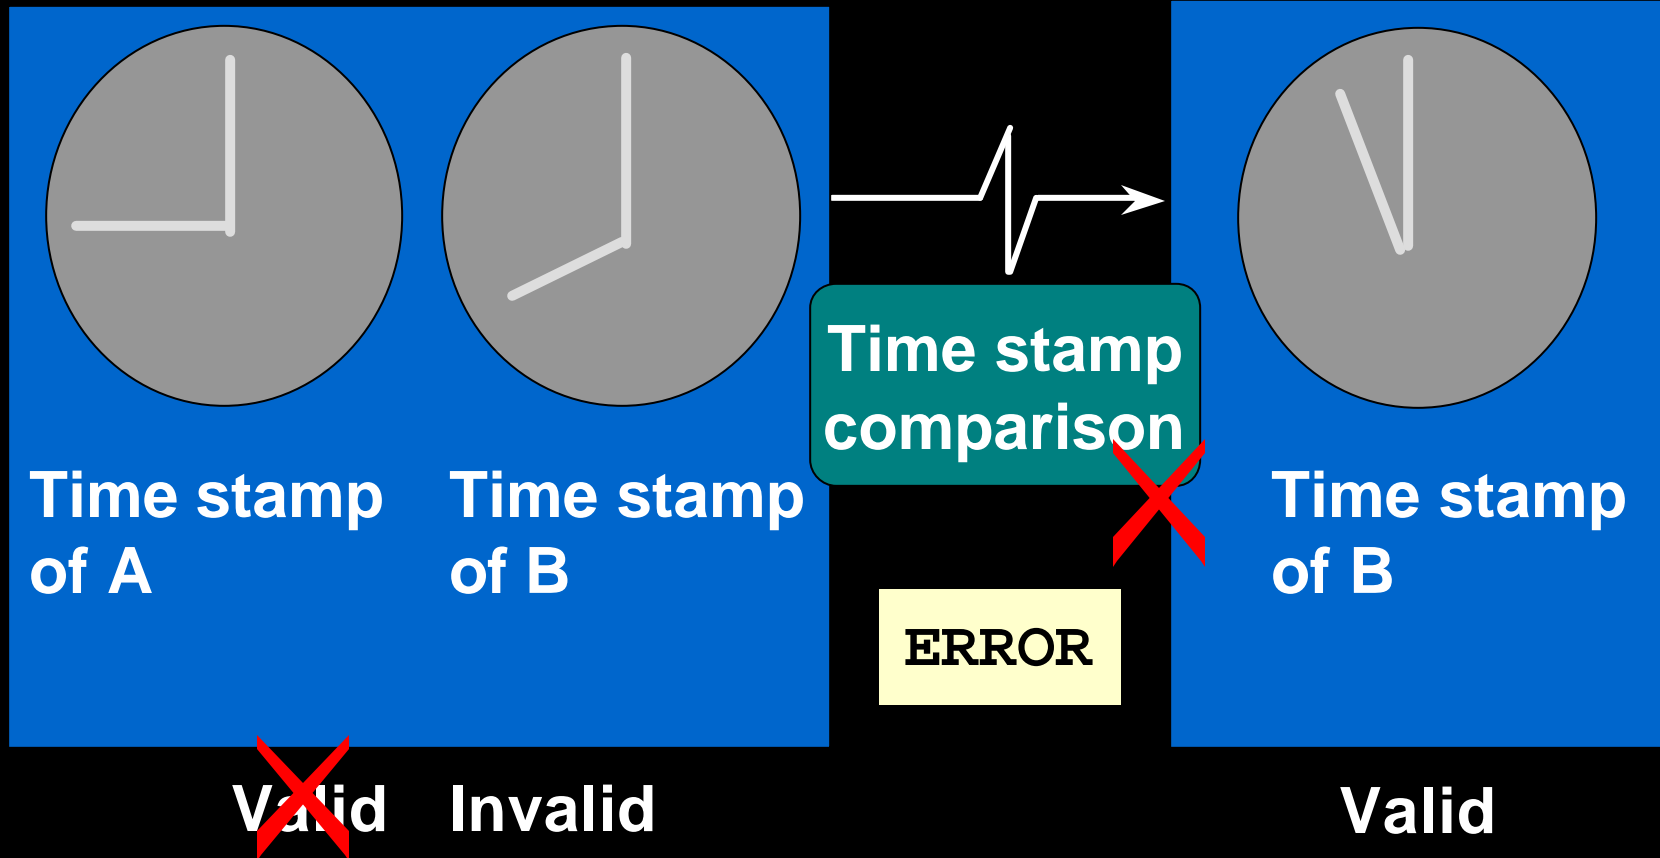 Time stamp
of A
Time stamp
of B
Time stamp
comparison
ERROR
Time stamp
of B
Valid
Invalid
Valid